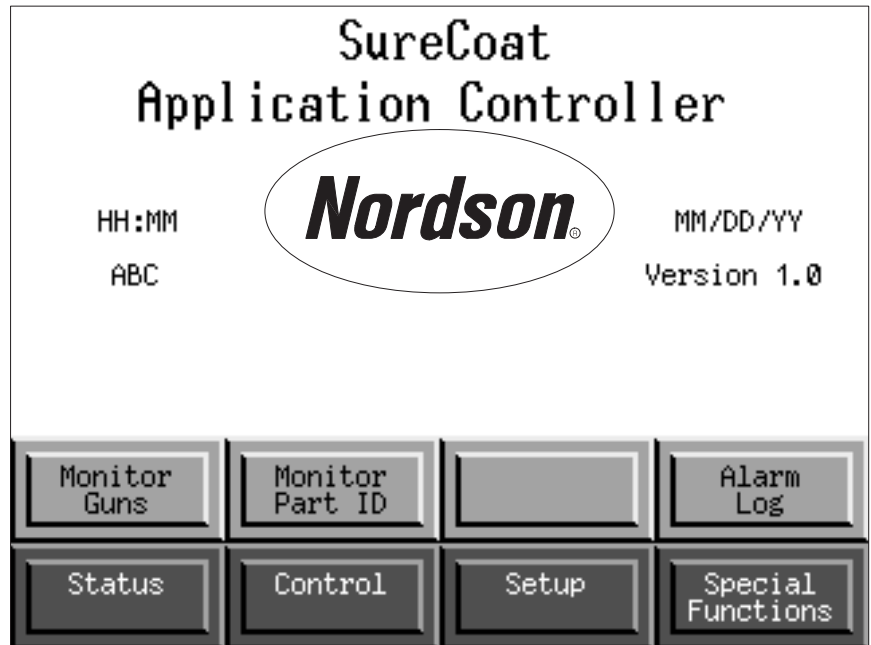 SureCoat
Application Controller
Nordson®
HH:MM
MM/DD/YY
ABC
Version 1.0
Monitor
Guns
Monitor
Part ID
Alarm
Log
Status
Control
Setup
Special
Functions